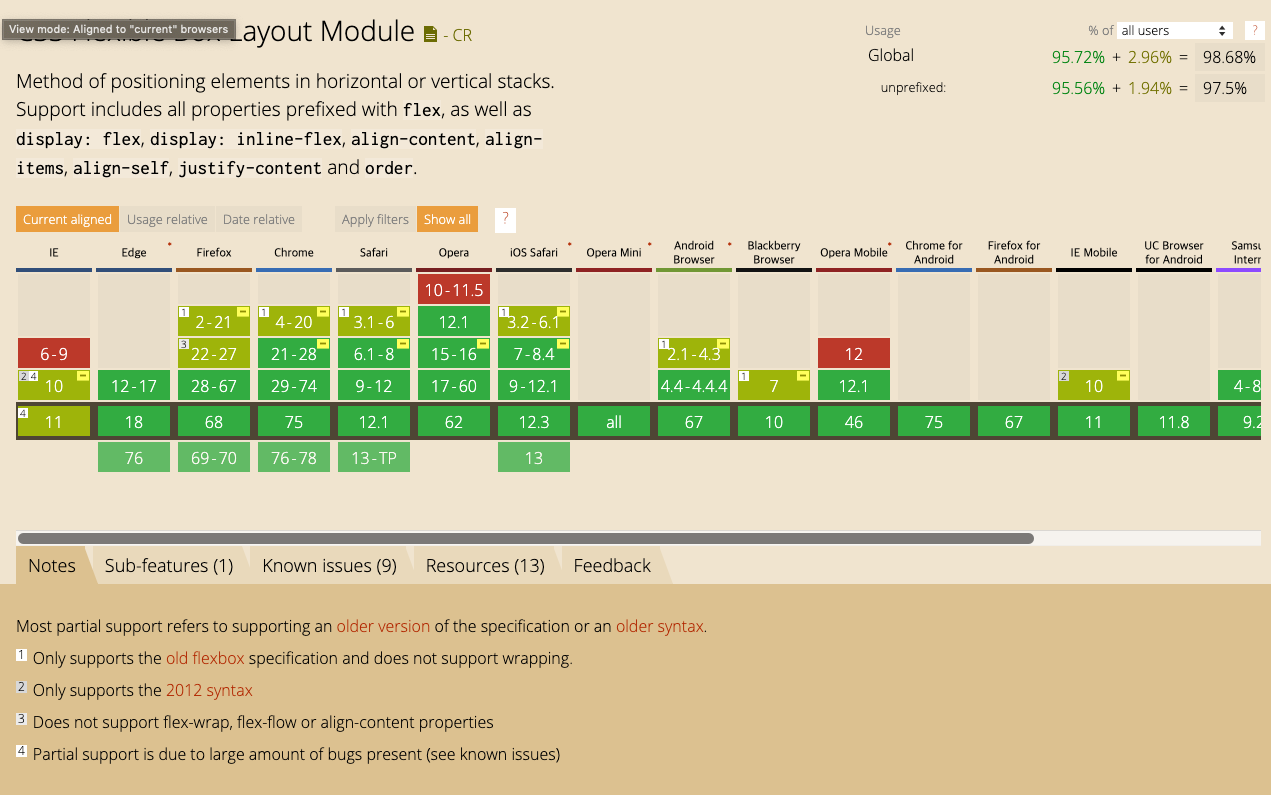 View mode: Aligned to "current" browsers
Layout Module - CR
Usage % of all users ?
Global 95.72% + 2.96% = 98.68%
unprefixed: 95.56% + 1.94% = 97.5%
Method of positioning elements in horizontal or vertical stacks.
Support includes all properties prefixed with flex, as well as
display: flex, display: inline-flex, align-content, align-
items, align-self, justify-content and order.
Current aligned Usage relative Date relative Apply filters Show all ?
IE Edge * Firefox Chrome Safari Opera iOS Safari * Opera Mini * Android Browser * Blackberry Browser Opera Mobile * Chrome for Android Firefox for Android IE Mobile UC Browser for Android
10-11.5
1 2-21 1 4-20 1 3.1-6 12.1 1 3.2-6.1
6-9 3 22-27 21-28 6.1-8 15-16 7-8.4 1 2.1-4.3 12
2 4 10 12-17 28-67 29-74 9-12 17-60 9-12.1 4.4-4.4.4 1 7 12.1 2 10 4-8
4 11 18 68 75 12.1 62 12.3 all 67 10 46 75 67 11 11.8 9.2
76 69-70 76-78 13-TP 13
Notes Sub-features (1) Known issues (9) Resources (13) Feedback
Most partial support refers to supporting an older version of the specification or an older syntax.
1 Only supports the old flexbox specification and does not support wrapping.
2 Only supports the 2012 syntax
3 Does not support flex-wrap, flex-flow or align-content properties
4 Partial support is due to large amount of bugs present (see known issues)